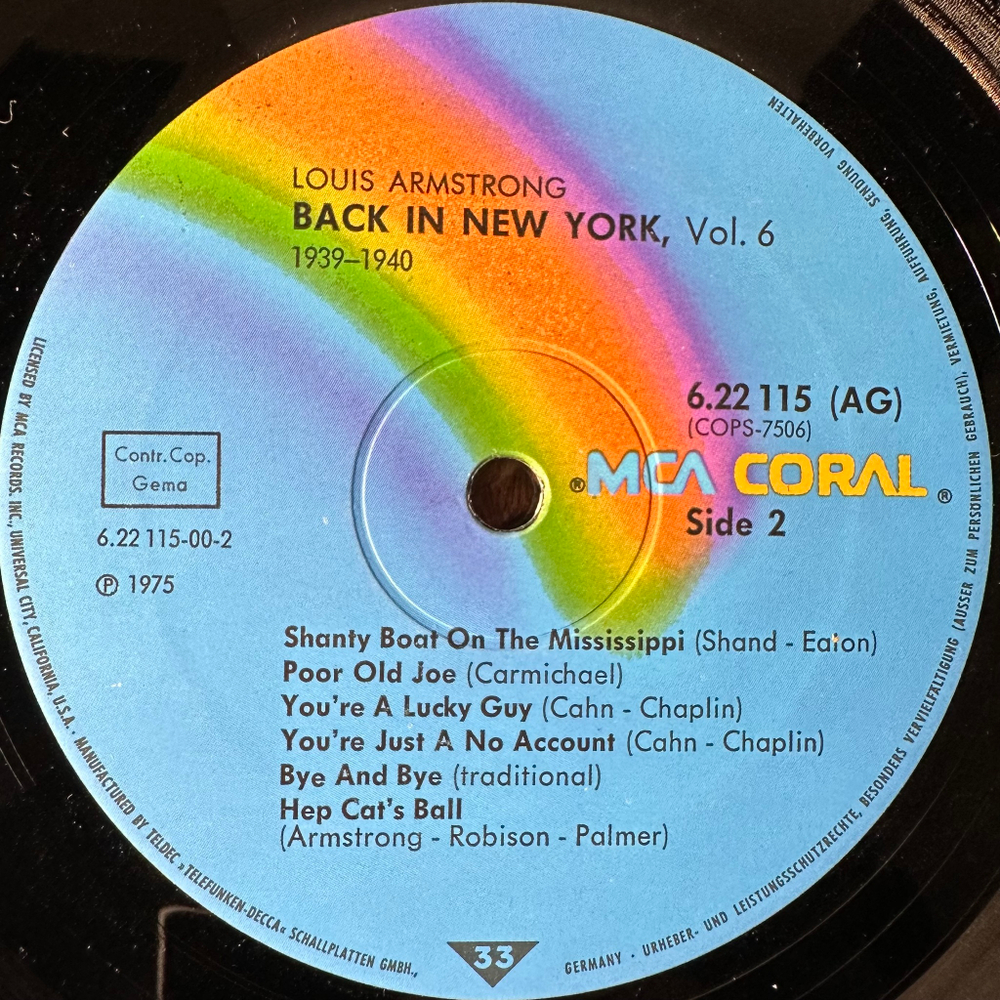 LOUIS ARMSTRONG
BACK IN NEW YORK, Vol. 6
1939–1940
6.22 115 (AG)
(COPS-7506)
® MCA CORAL ®
Side 2
Contr. Cop.
Gema
6.22 115-00-2
℗ 1975
Shanty Boat On The Mississippi (Shand - Eaton)
Poor Old Joe (Carmichael)
You're A Lucky Guy (Cahn - Chaplin)
You're Just A No Account (Cahn - Chaplin)
Bye And Bye (traditional)
Hep Cat's Ball
(Armstrong - Robison - Palmer)
33
LICENSED BY MCA RECORDS. INC., UNIVERSAL CITY, CALIFORNIA, U.S.A. · MANUFACTURED BY TELDEC »TELEFUNKEN-DECCA« SCHALLPLATTEN GMBH., GERMANY · URHEBER- UND LEISTUNGSSCHUTZRECHTE, BESONDERS VERVIELFALTIGUNG (AUSSER ZUM PERSONLICHEN GEBRAUCH), VERMIETUNG, AUFFUHRUNG, SENDUNG VORBEHALTEN